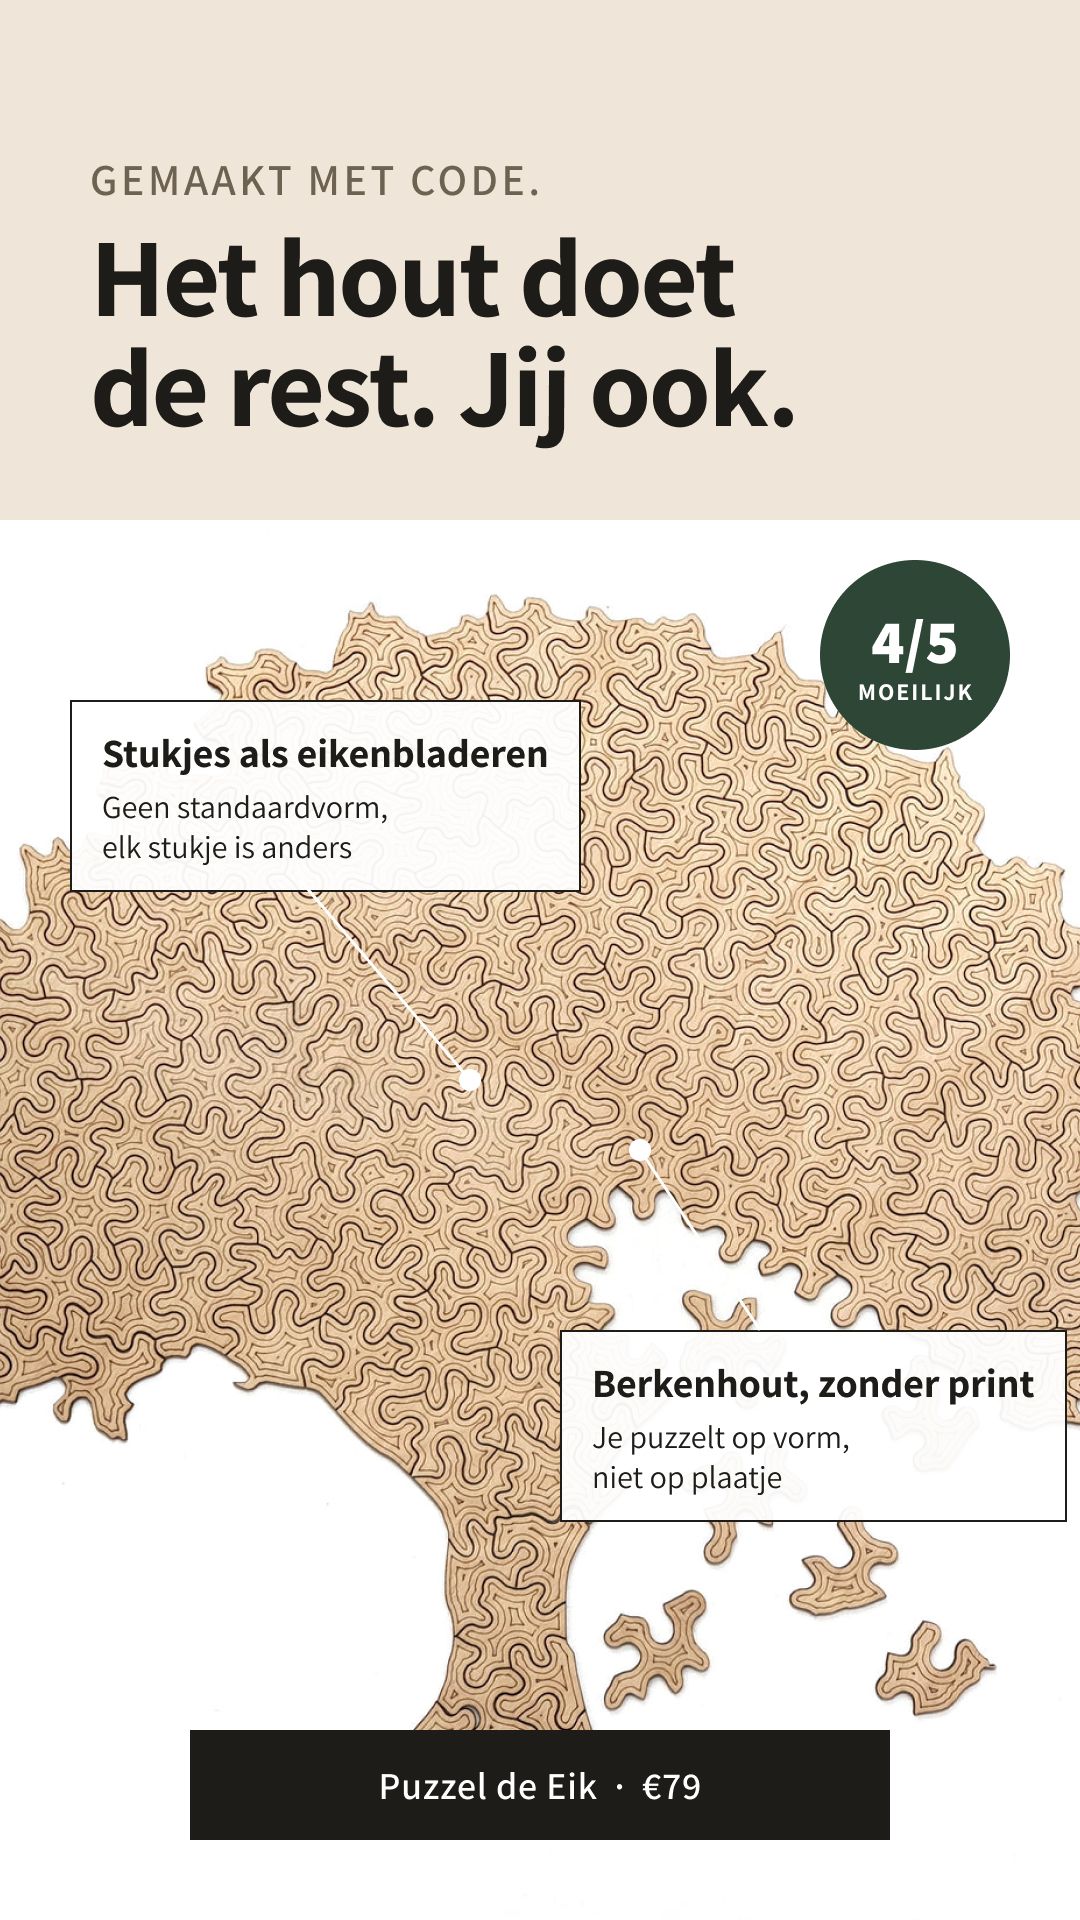 GEMAAKT MET CODE.
Het hout doet
de rest. Jij ook.
4/5
MOEILIJK
Stukjes als eikenbladeren
Geen standaardvorm,
elk stukje is anders
Berkenhout, zonder print
Je puzzelt op vorm,
niet op plaatje
Puzzel de Eik · €79